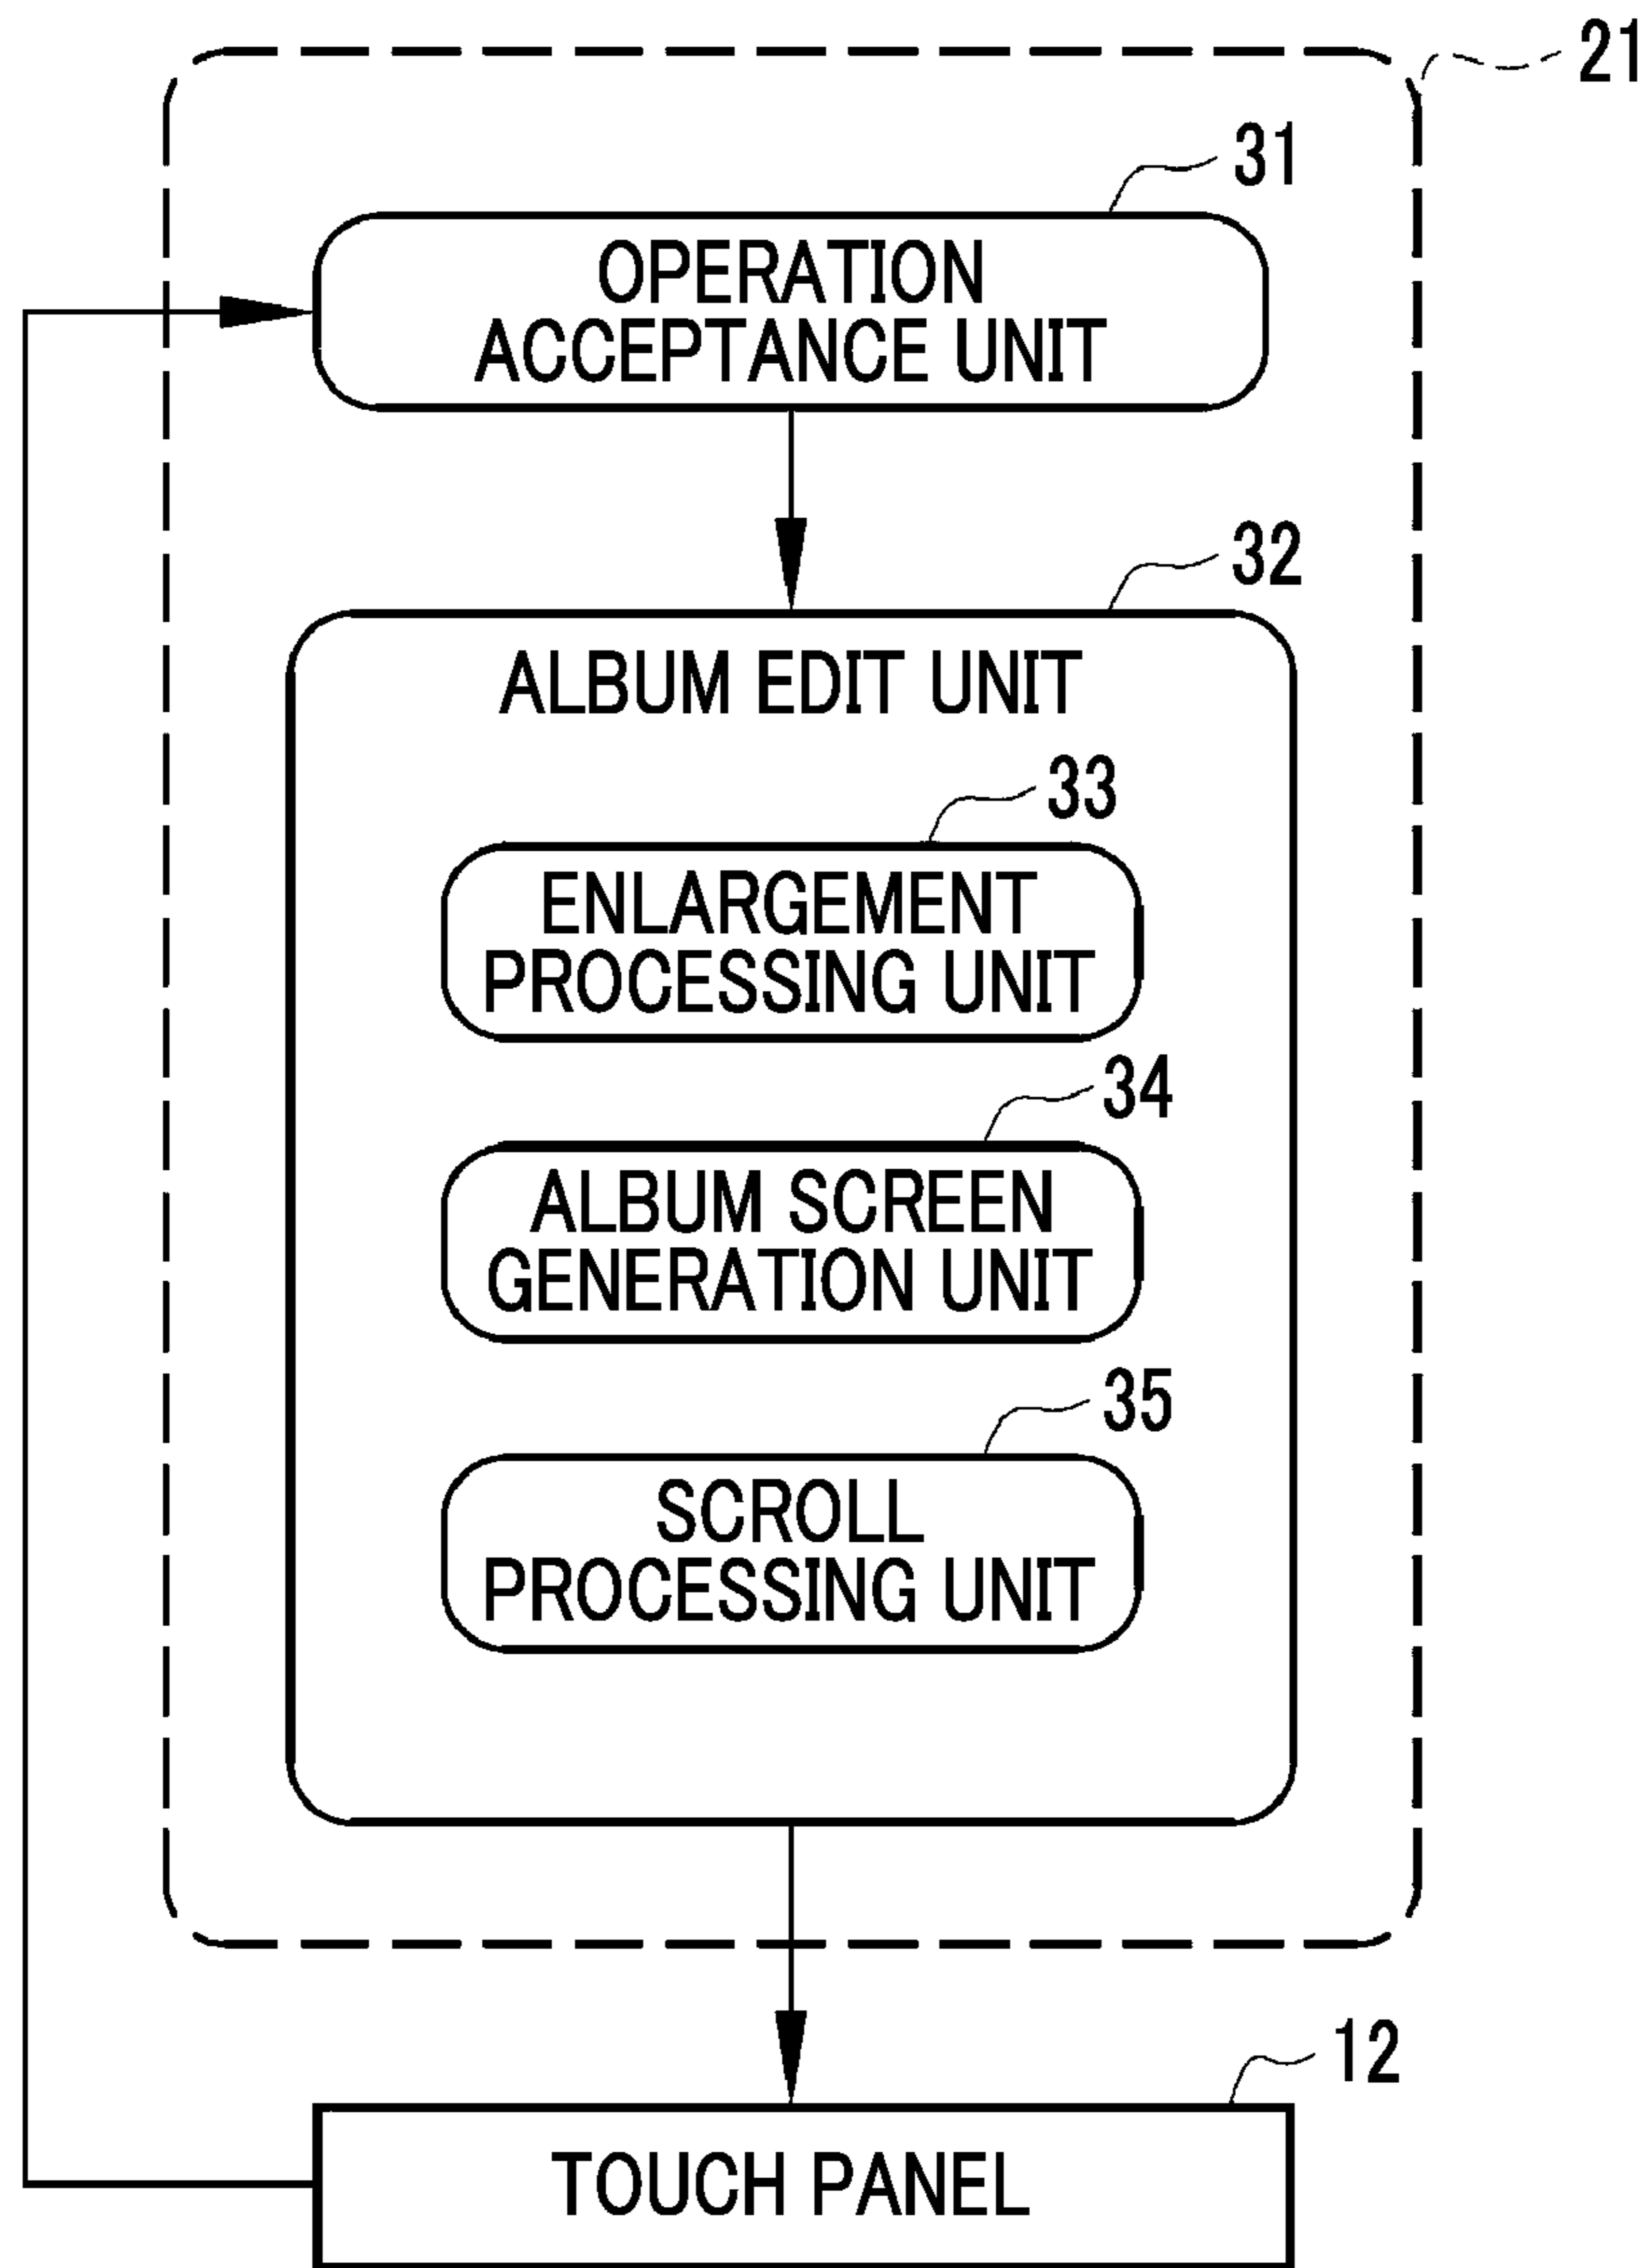 21
31
OPERATION
ACCEPTANCE UNIT
32
ALBUM EDIT UNIT
33
ENLARGEMENT
PROCESSING UNIT
34
ALBUM SCREEN
GENERATION UNIT
35
SCROLL
PROCESSING UNIT
12
TOUCH PANEL